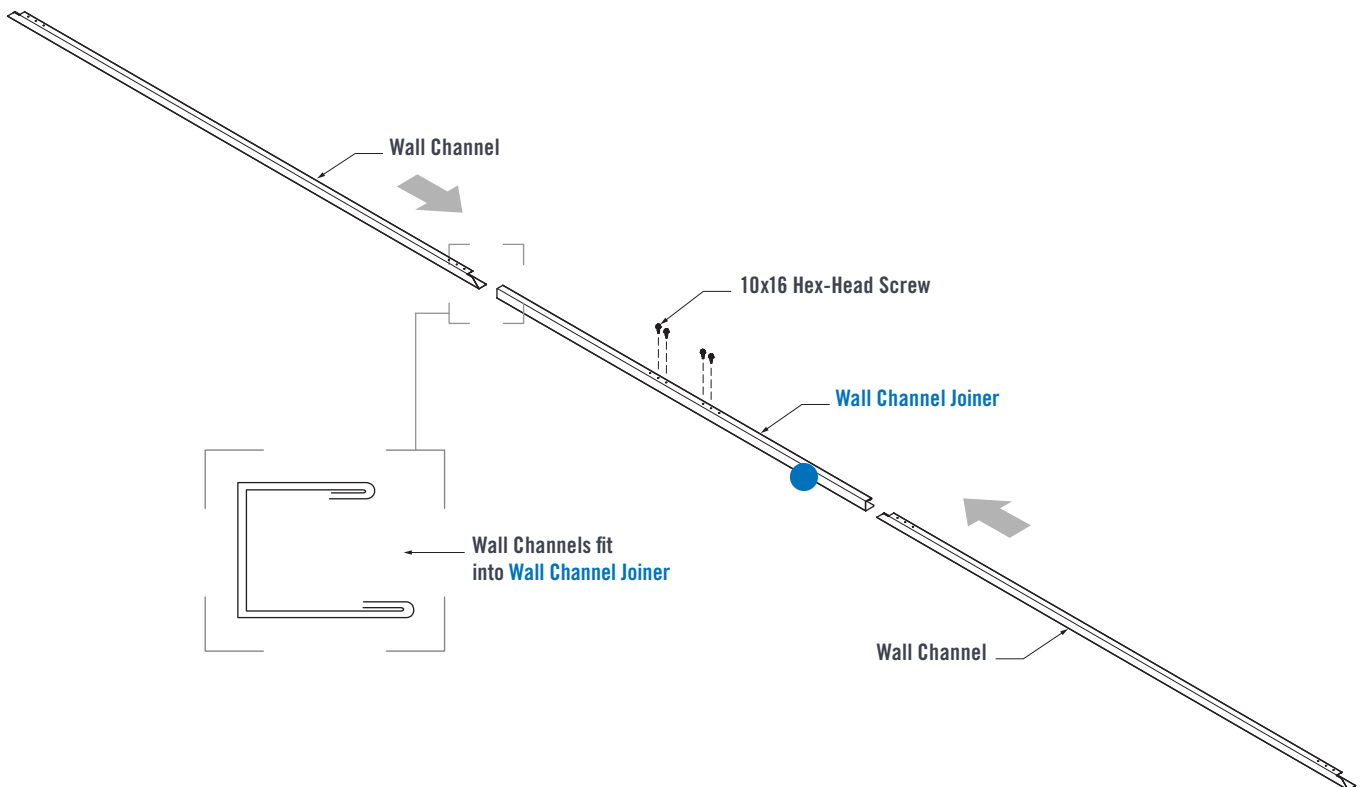 Wall Channel
10x16 Hex-Head Screw
Wall Channel Joiner
Wall Channels fit
into Wall Channel Joiner
Wall Channel